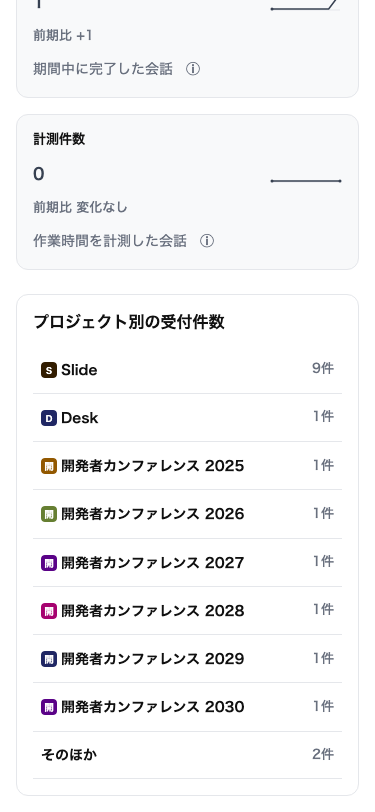 前期比 +1
期間中に完了した会話
計測件数
0
前期比 変化なし
作業時間を計測した会話
プロジェクト別の受付件数
S Slide 9件
D Desk 1件
開 開発者カンファレンス 2025 1件
開 開発者カンファレンス 2026 1件
開 開発者カンファレンス 2027 1件
開 開発者カンファレンス 2028 1件
開 開発者カンファレンス 2029 1件
開 開発者カンファレンス 2030 1件
そのほか 2件